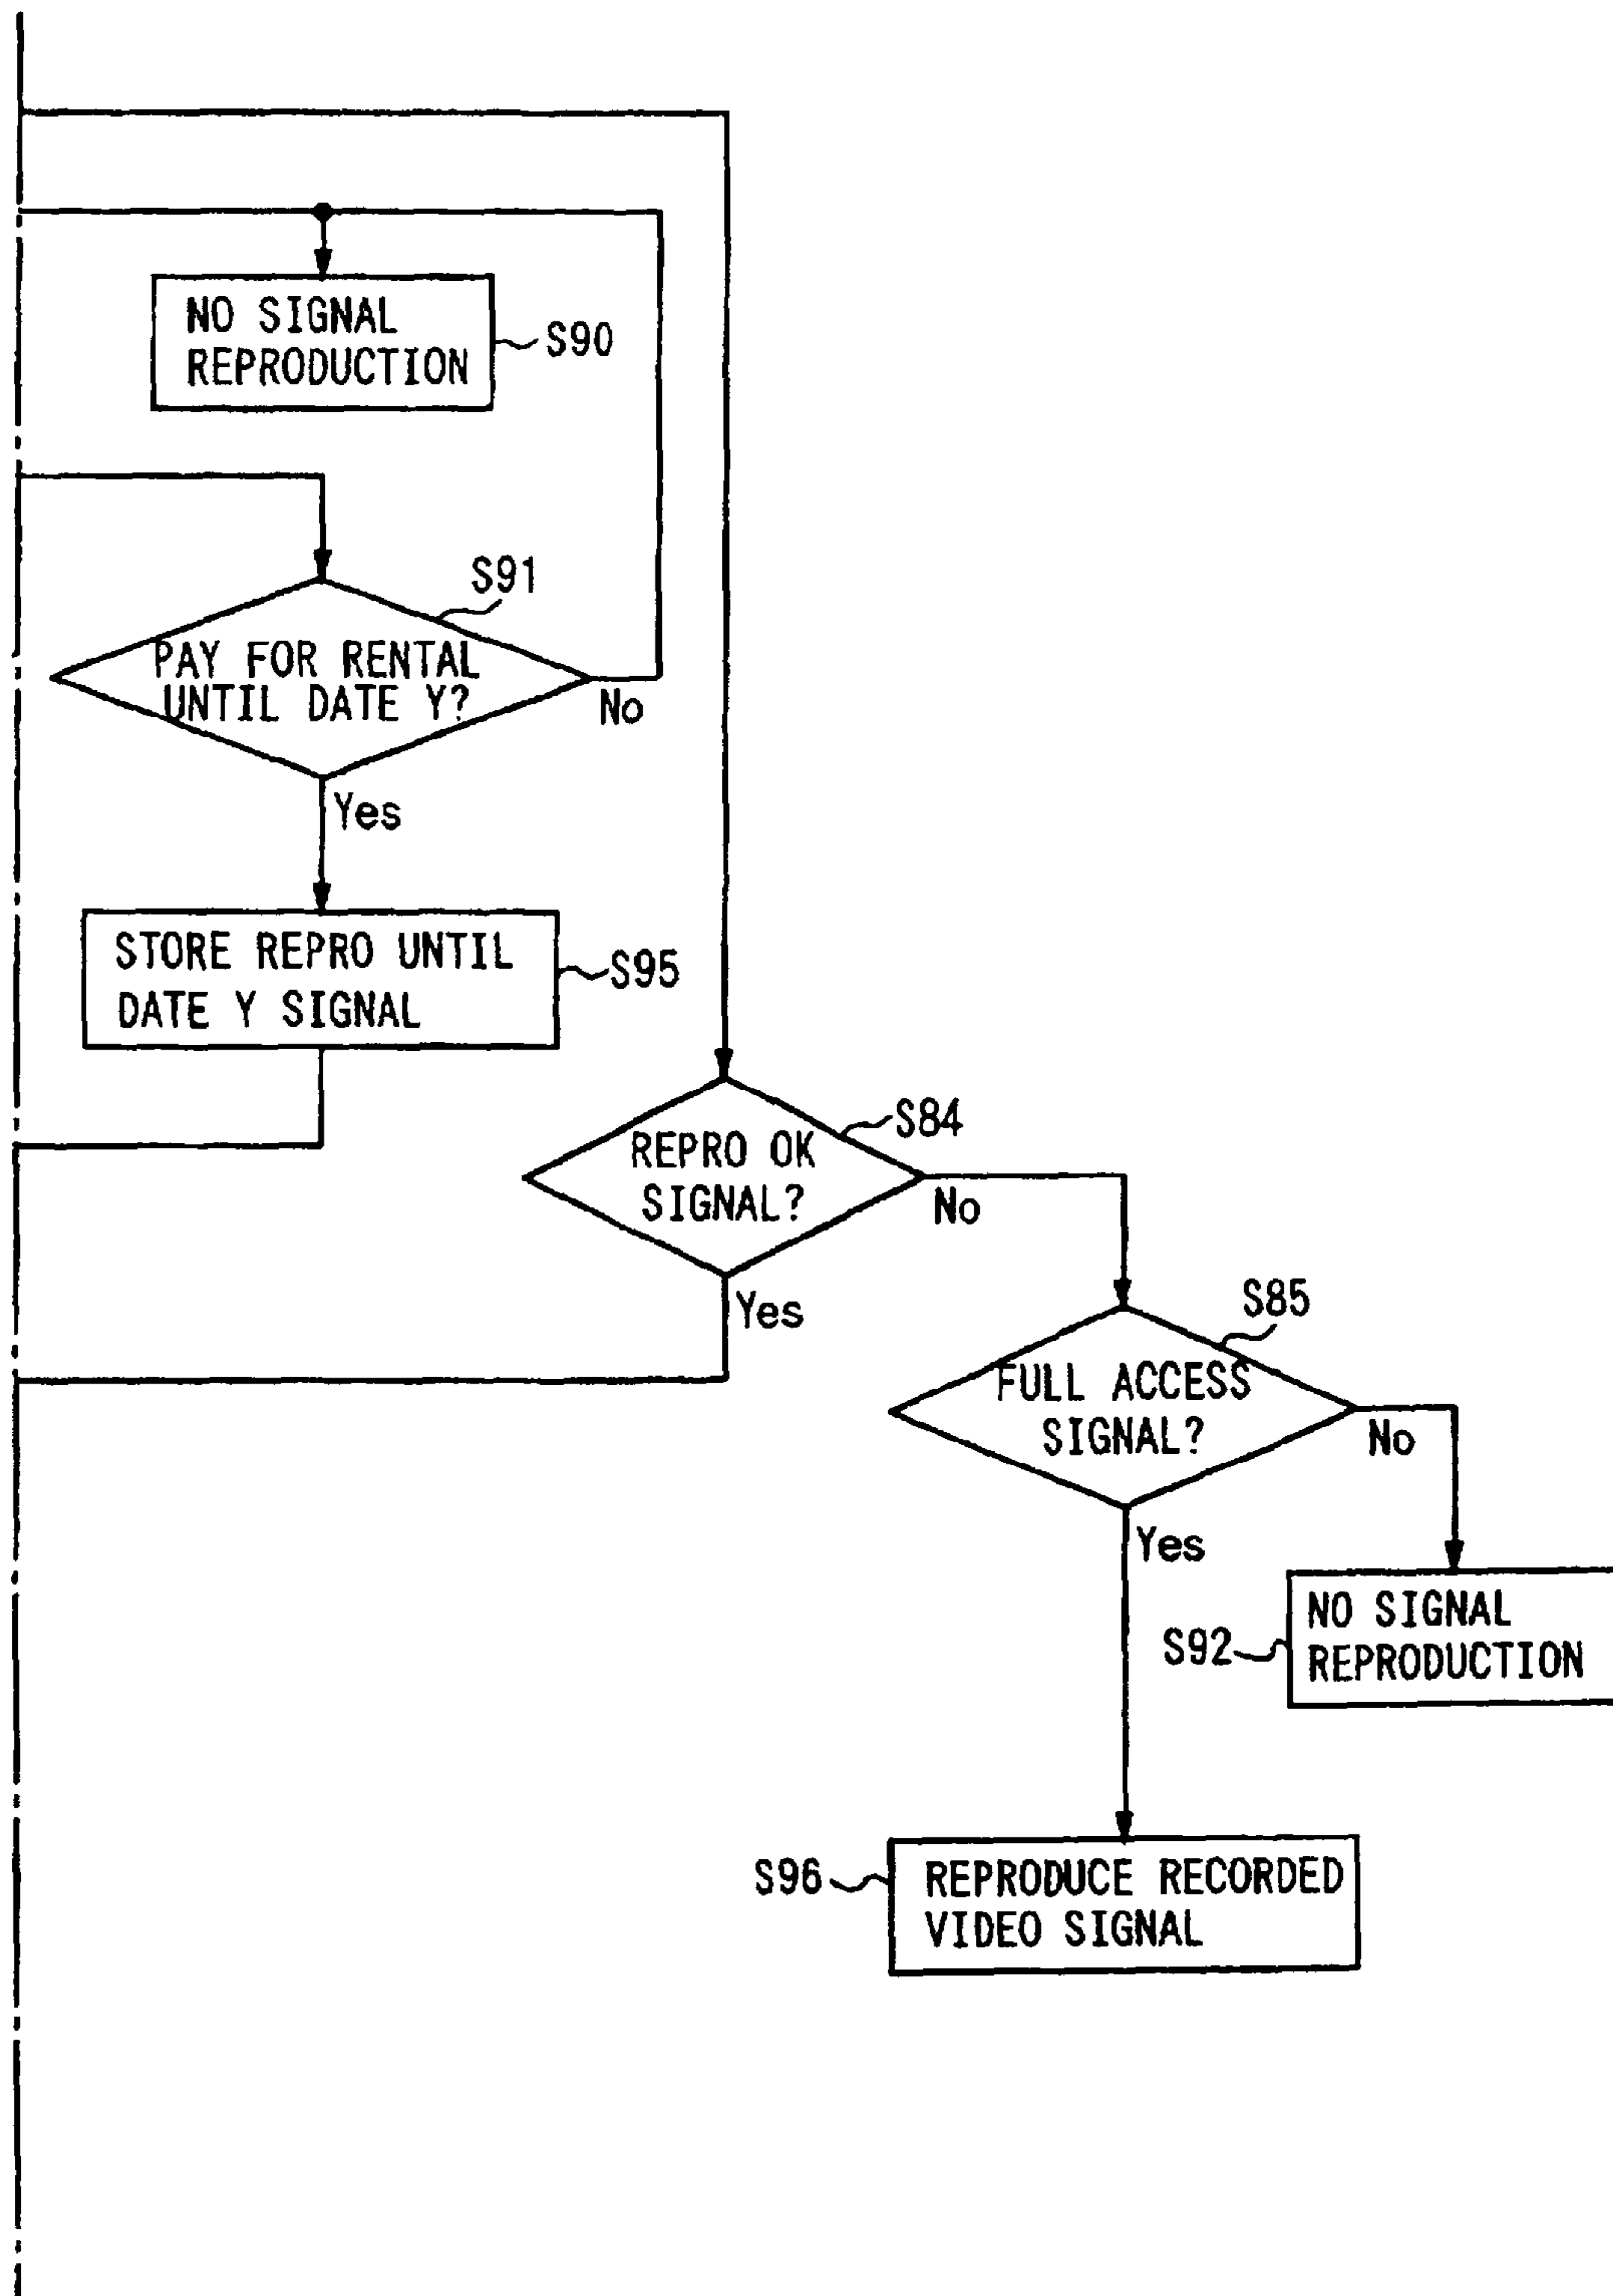 NO SIGNAL
REPRODUCTION
S90
S91
PAY FOR RENTAL
UNTIL DATE Y?
No
Yes
STORE REPRO UNTIL
DATE Y SIGNAL
S95
S84
REPRO OK
SIGNAL?
No
Yes
S85
FULL ACCESS
SIGNAL?
No
Yes
NO SIGNAL
REPRODUCTION
S92
S96
REPRODUCE RECORDED
VIDEO SIGNAL